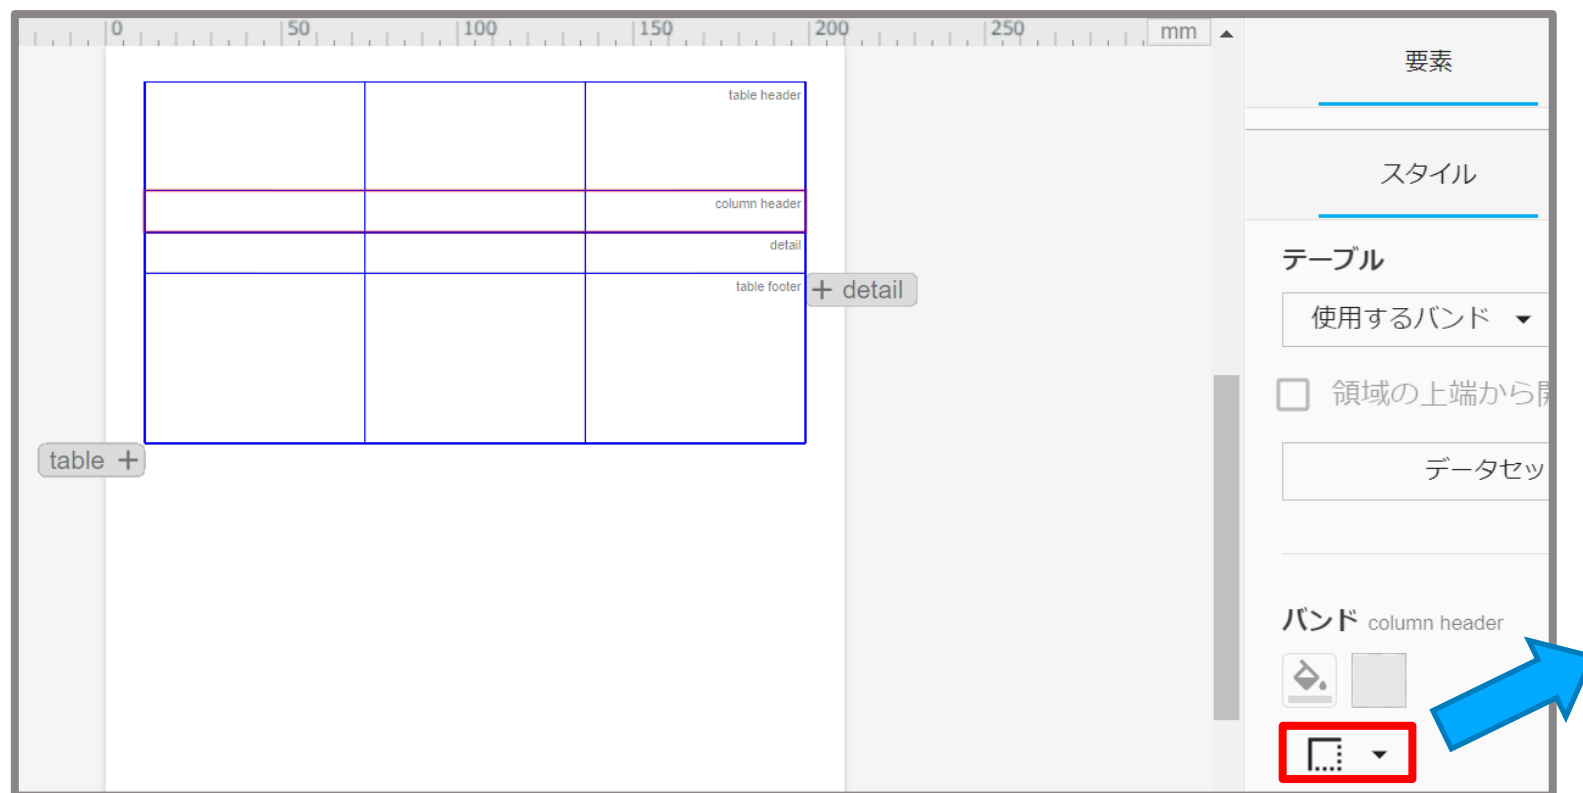 0 50 100 150 200 250 mm
要素
table header
スタイル
column header
detail
テーブル
table footer
+ detail
使用するバンド
領域の上端から
table +
データセッ
バンド column header